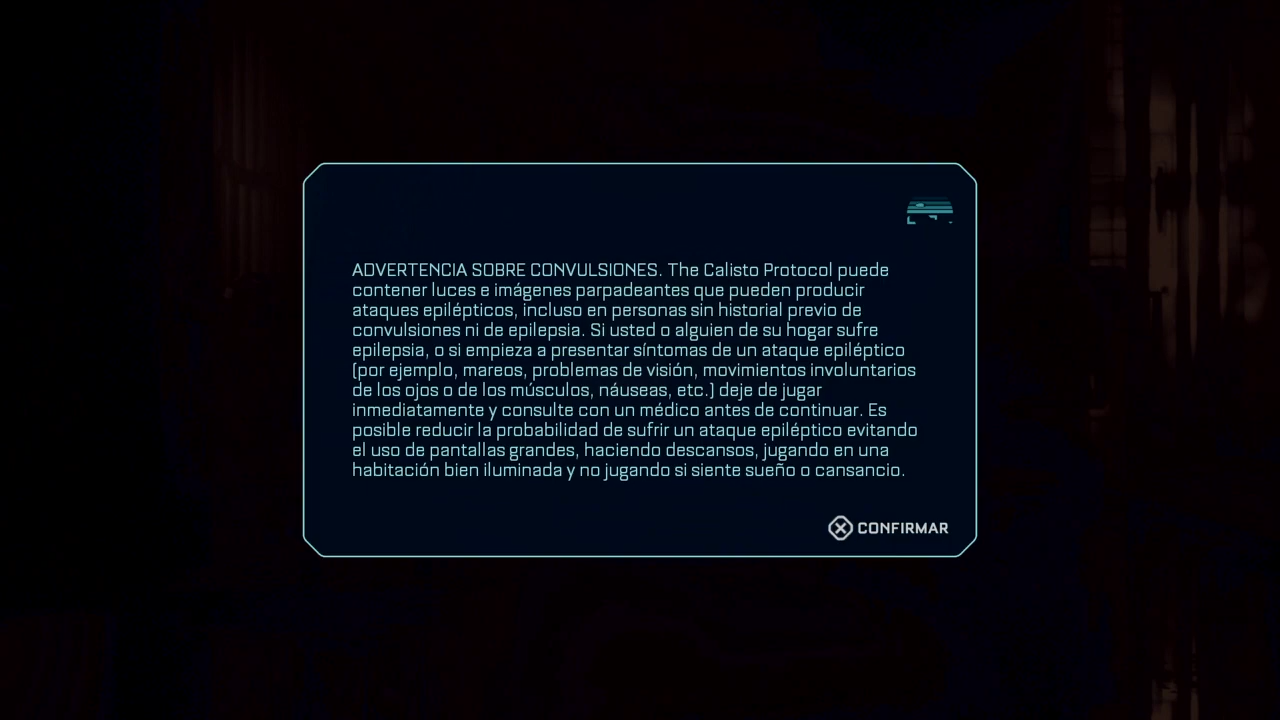 ADVERTENCIA SOBRE CONVULSIONES. The Calisto Protocol puede
contener luces e imágenes parpadeantes que pueden producir
ataques epilépticos, incluso en personas sin historial previo de
convulsiones ni de epilepsia. Si usted o alguien de su hogar sufre
epilepsia, o si empieza a presentar síntomas de un ataque epiléptico
(por ejemplo, mareos, problemas de visión, movimientos involuntarios
de los ojos o de los músculos, náuseas, etc.) deje de jugar
inmediatamente y consulte con un médico antes de continuar. Es
posible reducir la probabilidad de sufrir un ataque epiléptico evitando
el uso de pantallas grandes, haciendo descansos, jugando en una
habitación bien iluminada y no jugando si siente sueño o cansancio.
CONFIRMAR